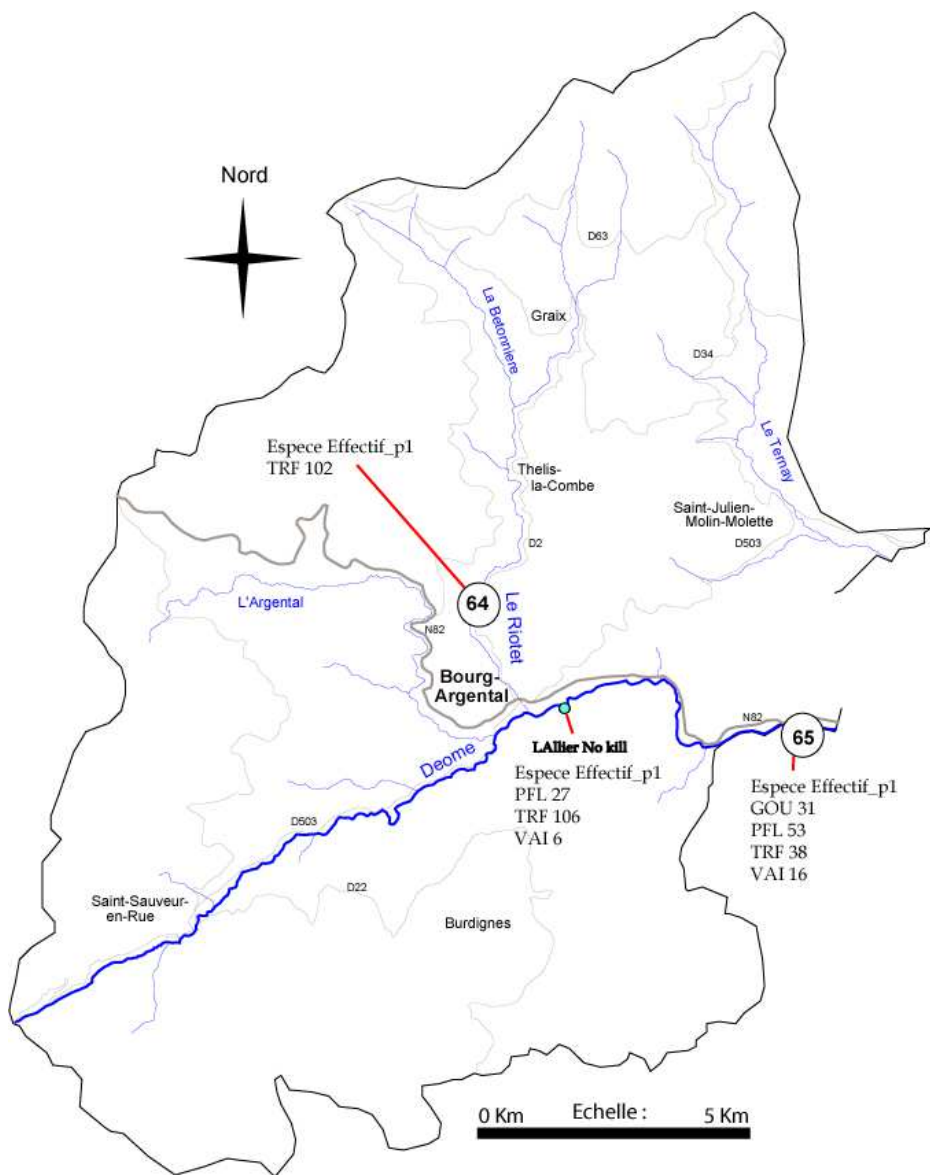 Nord
D63
La Betonniere
Graix
D34
Le Ternay
Espece Effectif_p1
TRF 102
Thelis-
la-Combe
Saint-Julien-
Molin-Molette
D503
D2
L'Argental
64
Le Riotet
N82
Bourg-
Argental
N82
65
LAllier No kill
Deome
Espece Effectif_p1
PFL 27
TRF 106
VAI 6
Espece Effectif_p1
GOU 31
PFL 53
TRF 38
VAI 16
D503
D22
Saint-Sauveur-
en-Rue
Burdignes
0 Km Echelle : 5 Km